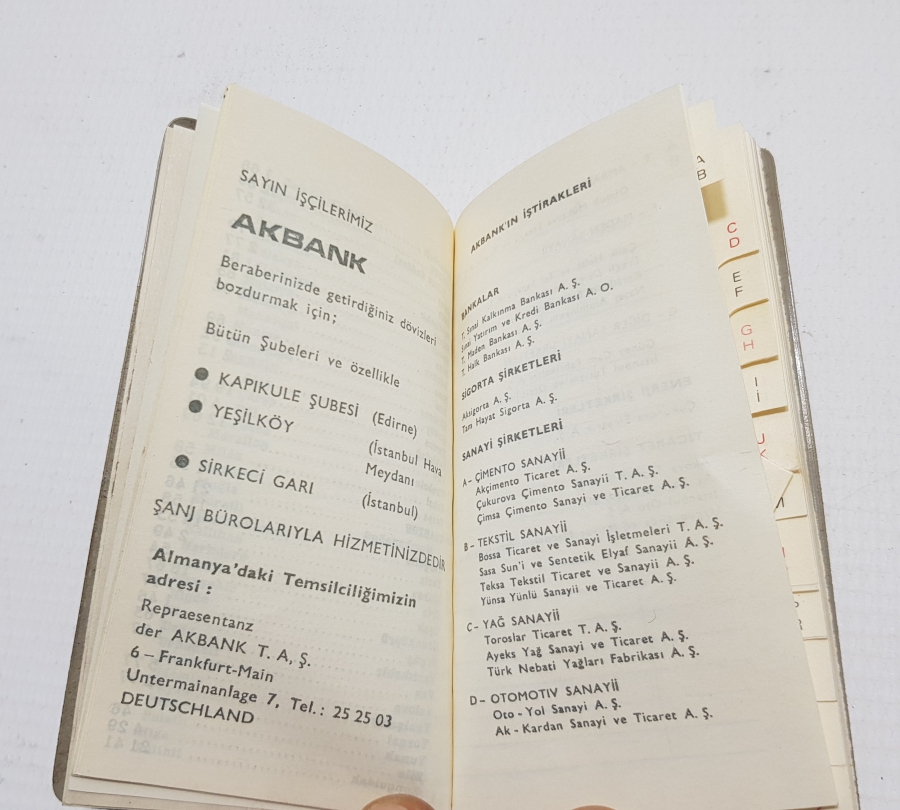 SAYIN İŞÇİLERİMİZ
AKBANK
Beraberinizde getirdiğiniz dövizleri
bozdurmak için;
Bütün Şubeleri ve özellikle
● KAPIKULE ŞUBESİ (Edirne)
● YEŞİLKÖY (İstanbul Hava
Meydanı
● SİRKECİ GARI (İstanbul)
ŞANJ BÜROLARIYLA HİZMETİNİZDEDİR
Almanya'daki Temsilciliğimizin
adresi :
Repraesentanz
der AKBANK T. A, Ş.
6 – Frankfurt-Main
Untermainanlage 7, Tel.: 25 25 03
DEUTSCHLAND
AKBANK'IN İŞTİRAKLERİ
BANKALAR
T. Sınai Kalkınma Bankası A. Ş.
Sınai Yatırım ve Kredi Bankası A. O.
T. Maden Bankası A. Ş.
T. Halk Bankası A. Ş.
SİGORTA ŞİRKETLERİ
Aksigorta A. Ş.
Tam Hayat Sigorta A. Ş.
SANAYİ ŞİRKETLERİ
A – ÇİMENTO SANAYİİ
Akçimento Ticaret A. Ş.
Çukurova Çimento Sanayii T. A. Ş.
Çimsa Çimento Sanayi ve Ticaret A. Ş.
B – TEKSTİL SANAYİİ
Bossa Ticaret ve Sanayi İşletmeleri T. A. Ş.
Sasa Sun'i ve Sentetik Elyaf Sanayii A. Ş.
Teksa Tekstil Ticaret ve Sanayii A. Ş.
Yünsa Yünlü Sanayii ve Ticaret A. Ş.
C – YAĞ SANAYİİ
Toroslar Ticaret T. A. Ş.
Ayeks Yağ Sanayi ve Ticaret A. Ş.
Türk Nebati Yağları Fabrikası A. Ş.
D – OTOMOTIV SANAYİİ
Oto - Yol Sanayi A. Ş.
Ak - Kardan Sanayi ve Ticaret A. Ş.
A
B
C
D
E
F
G
H
I
İ
J
K
M
P
R